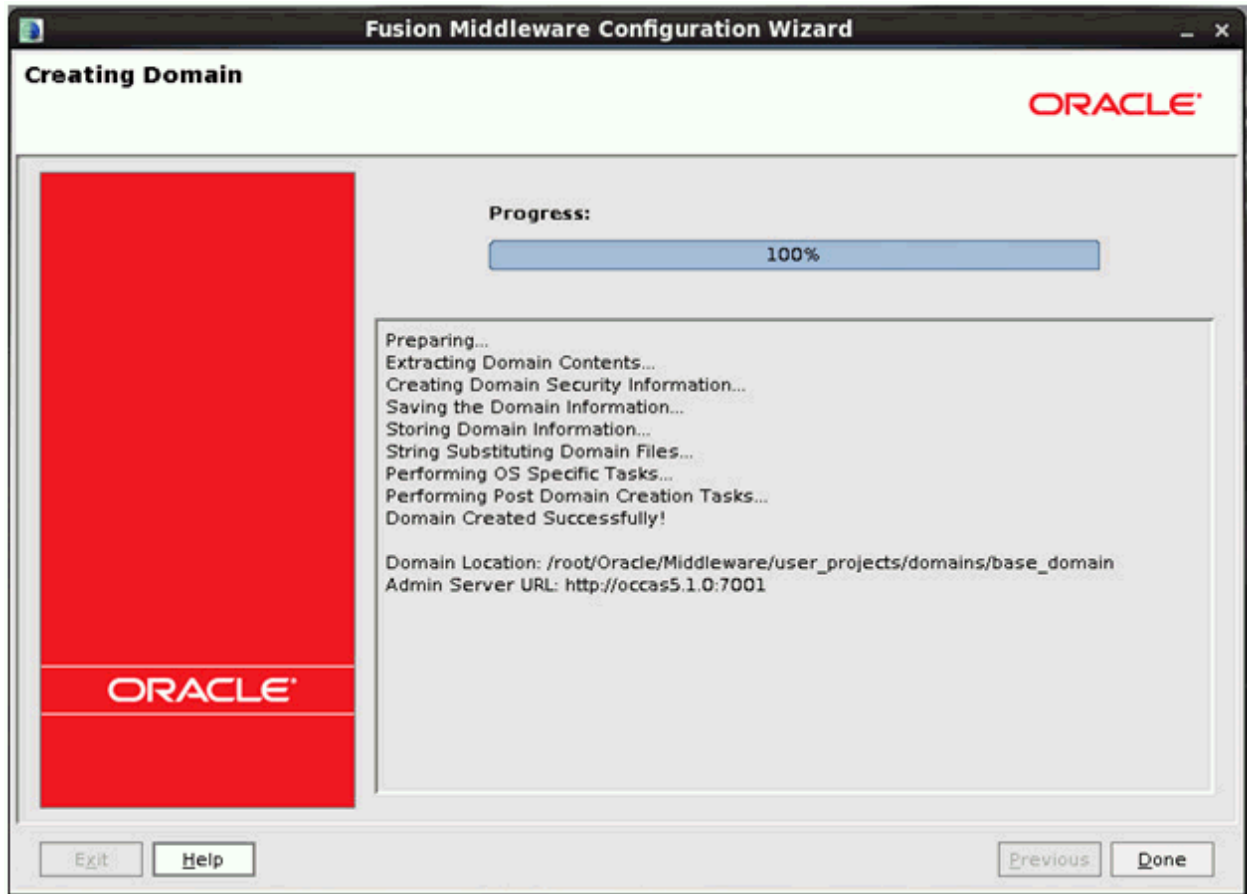 Fusion Middleware Configuration Wizard
Creating Domain
ORACLE
Progress:
100%
Preparing...
Extracting Domain Contents...
Creating Domain Security Information...
Saving the Domain Information...
Storing Domain Information...
String Substituting Domain Files...
Performing OS Specific Tasks...
Performing Post Domain Creation Tasks...
Domain Created Successfully!
Domain Location: /root/Oracle/Middleware/user_projects/domains/base_domain
Admin Server URL: http://occas5.1.0:7001
ORACLE
Exit
Help
Previous
Done